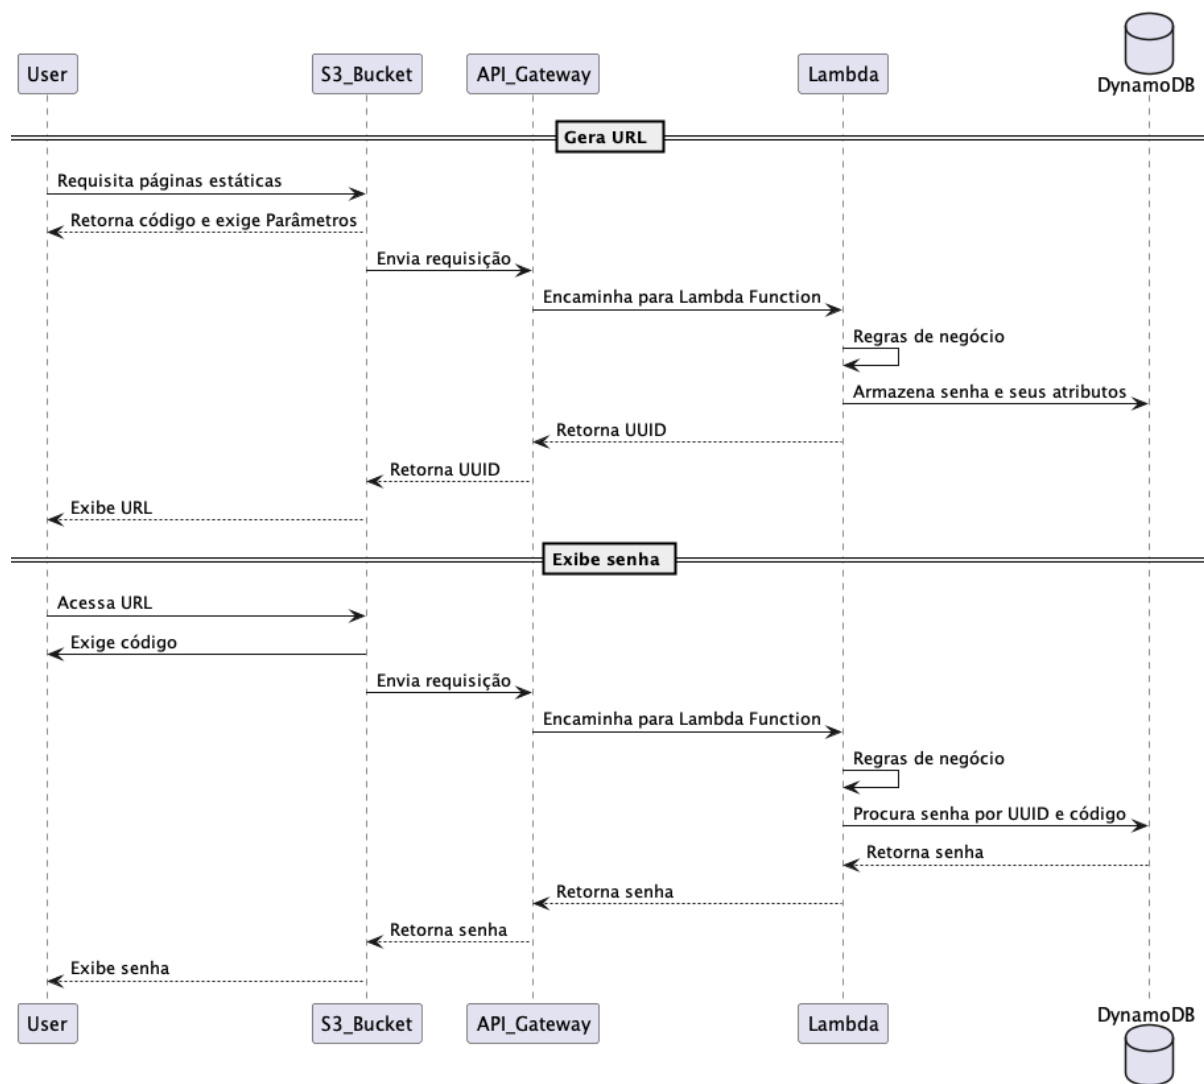 DynamoDB
User
S3_Bucket
API_Gateway
Lambda
Gera URL
Requisita páginas estáticas
Retorna código e exige Parâmetros
Envia requisição
Encaminha para Lambda Function
Regras de negócio
Armazena senha e seus atributos
Retorna UUID
Retorna UUID
Exibe URL
Exibe senha
Acessa URL
Exige código
Envia requisição
Encaminha para Lambda Function
Regras de negócio
Procura senha por UUID e código
Retorna senha
Retorna senha
Retorna senha
Exibe senha
User
S3_Bucket
API_Gateway
Lambda
DynamoDB